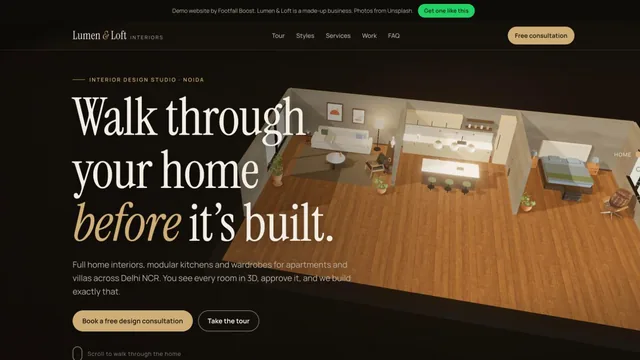 Demo website by Footfall Boost. Lumen & Loft is a made-up business. Photos from Unsplash. Get one like this
Lumen & Loft INTERIORS Tour Styles Services Work FAQ Free consultation
INTERIOR DESIGN STUDIO · NOIDA
Walk through
your home
before it's built.
HOME
Full home interiors, modular kitchens and wardrobes for apartments and
villas across Delhi NCR. You see every room in 3D, approve it, and we build
exactly that.
Book a free design consultation Take the tour
Scroll to walk through the home